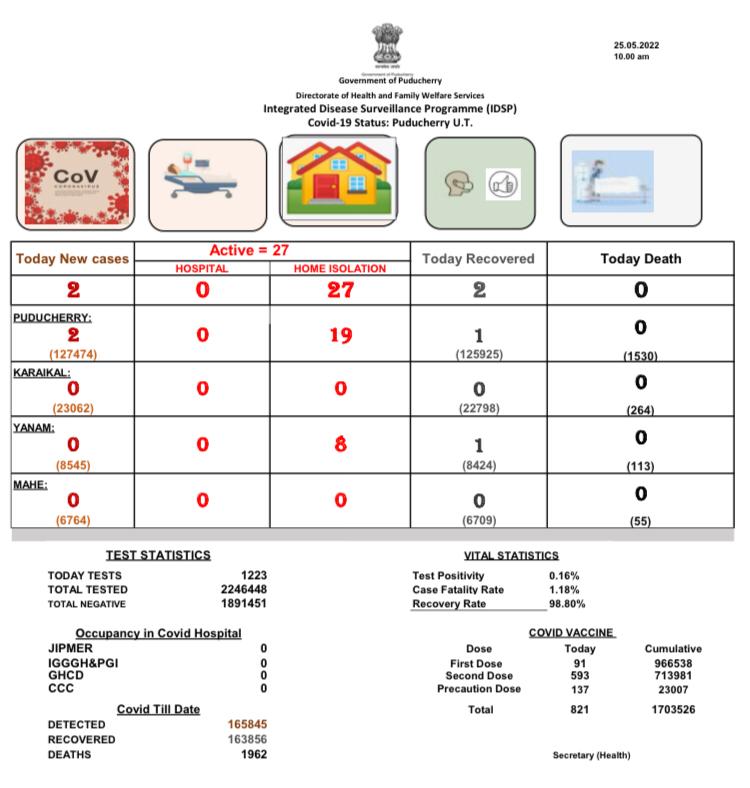 25.05.2022
10.00 am
Government of Puducherry
Government of Puducherry
Directorate of Health and Family Welfare Services
Integrated Disease Surveillance Programme (IDSP)
Covid-19 Status: Puducherry U.T.
CoV
CORONAVIRUS
Today New cases
Active = 27
HOSPITAL
HOME ISOLATION
Today Recovered
Today Death
2 0 27 2 0
PUDUCHERRY:
2 0 19 1 0
(127474) (125925) (1530)
KARAIKAL:
0 0 0 0 0
(23062) (22798) (264)
YANAM:
0 0 8 1 0
(8545) (8424) (113)
MAHE:
0 0 0 0 0
(6764) (6709) (55)
TEST STATISTICS
TODAY TESTS 1223
TOTAL TESTED 2246448
TOTAL NEGATIVE 1891451
VITAL STATISTICS
Test Positivity 0.16%
Case Fatality Rate 1.18%
Recovery Rate 98.80%
Occupancy in Covid Hospital
JIPMER 0
IGGGH&PGI 0
GHCD 0
CCC 0
COVID VACCINE
Dose Today Cumulative
First Dose 91 966538
Second Dose 593 713981
Precaution Dose 137 23007
Total 821 1703526
Covid Till Date
DETECTED 165845
RECOVERED 163856
DEATHS 1962
Secretary (Health)